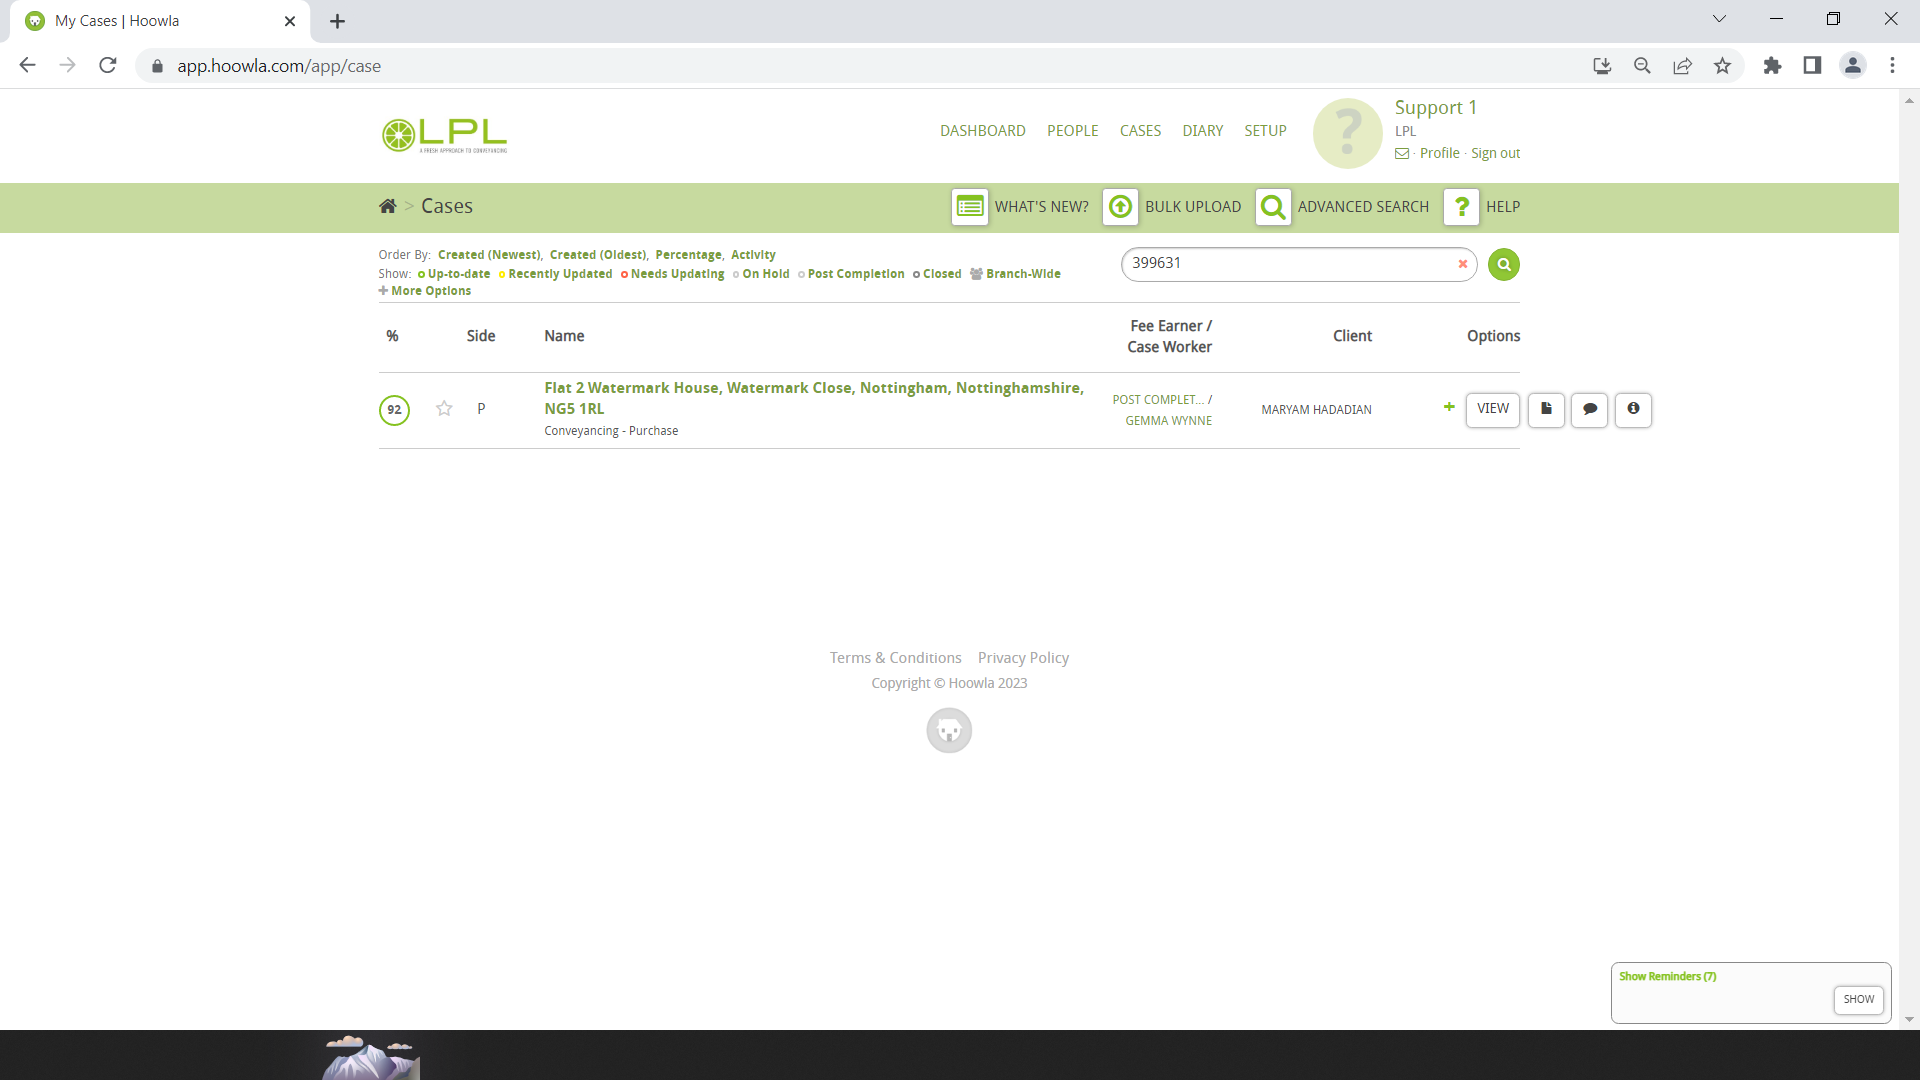 My Cases | Hoowla
app.hoowla.com/app/case
LPL
A FRESH APPROACH TO CONVEYANCING
DASHBOARD PEOPLE CASES DIARY SETUP
?
Support 1
LPL
· Profile · Sign out
> Cases
WHAT'S NEW? BULK UPLOAD ADVANCED SEARCH ? HELP
Order By: Created (Newest), Created (Oldest), Percentage, Activity
Show: Up-to-date Recently Updated Needs Updating On Hold Post Completion Closed Branch-Wide
More Options
399631
% Side Name Fee Earner / Case Worker Client Options
92 P Flat 2 Watermark House, Watermark Close, Nottingham, Nottinghamshire,
NG5 1RL
Conveyancing - Purchase
POST COMPLET... /
GEMMA WYNNE
MARYAM HADADIAN
+ VIEW
Terms & Conditions Privacy Policy
Copyright © Hoowla 2023
Show Reminders (7)
SHOW